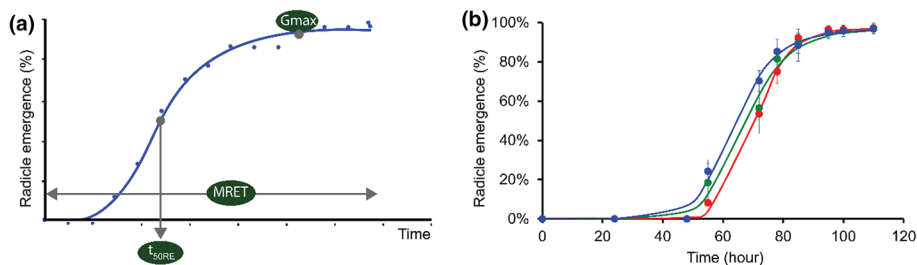 (a)
Gmax
Radicle emergence (%)
MRET
Time
t50RE
(b)
Radicle emergence (%)
100%
80%
60%
40%
20%
0%
0 20 40 60 80 100 120
Time (hour)